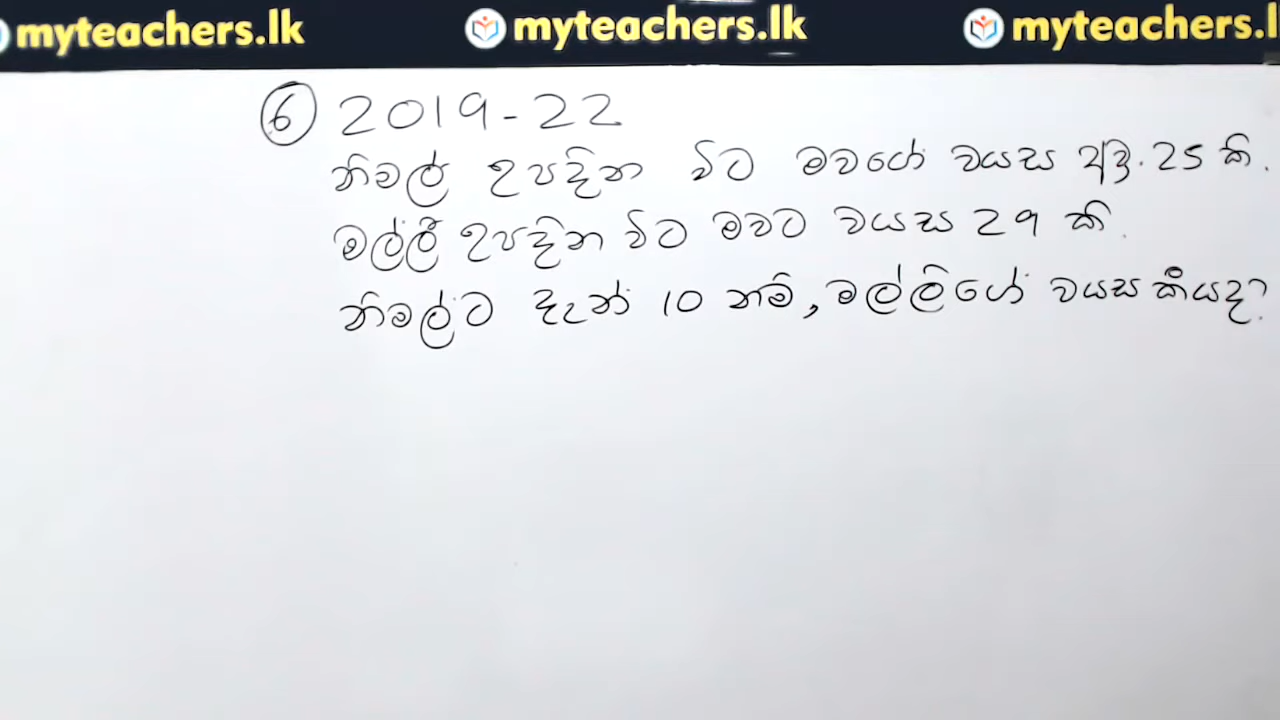 myteachers.lk myteachers.lk myteachers.l
6 2019-22
නිමල් උපදින විට මවගේ වයස අවු. 25 කි.
මල්ලී උපදින විට මවට වයස 29 කි.
නිමල්ට දැන් 10 නම්, මල්ලිගේ වයස කීයදා?